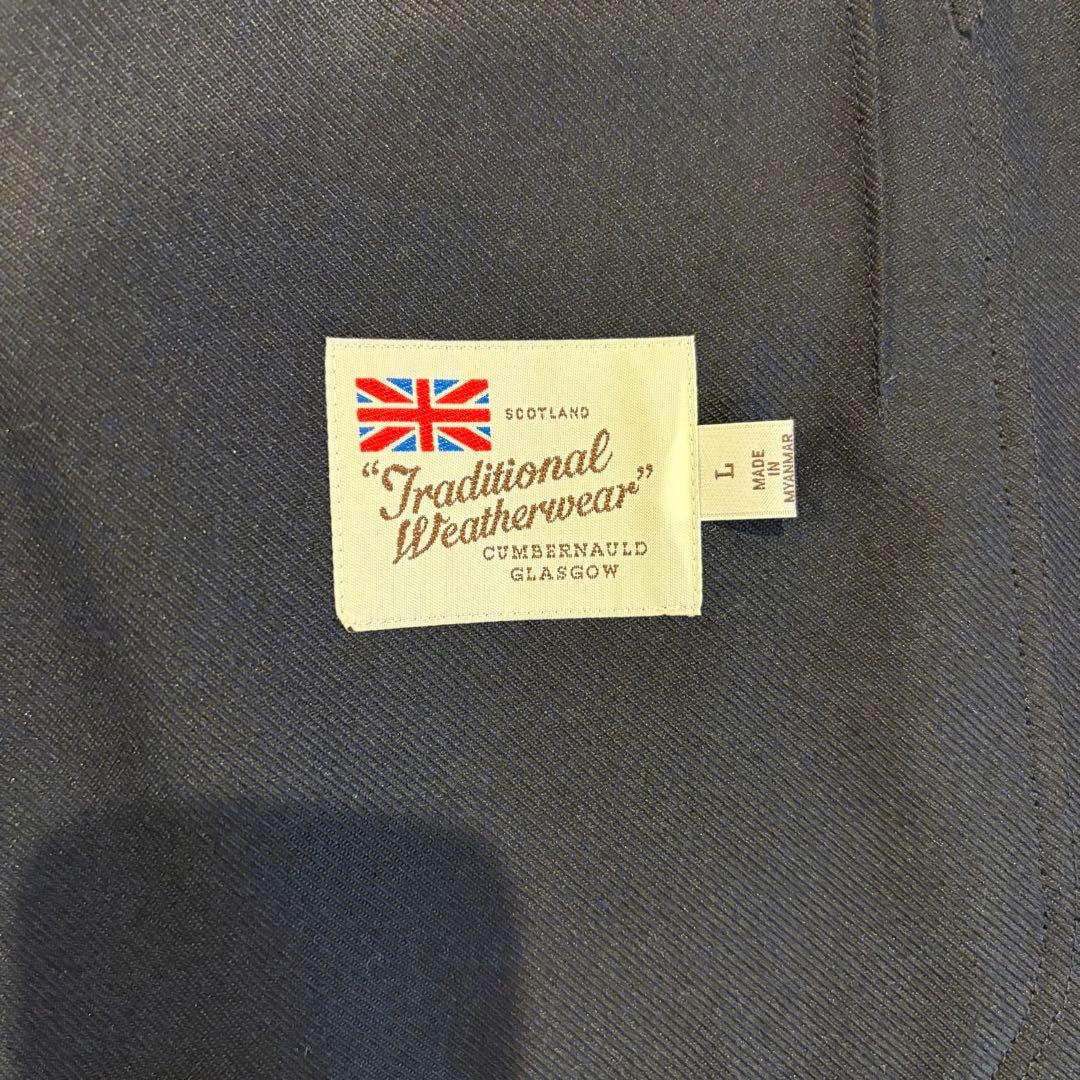 SCOTLAND
"Traditional
Weatherwear"
CUMBERNAULD
GLASGOW
L
MADE
IN
MYANMAR